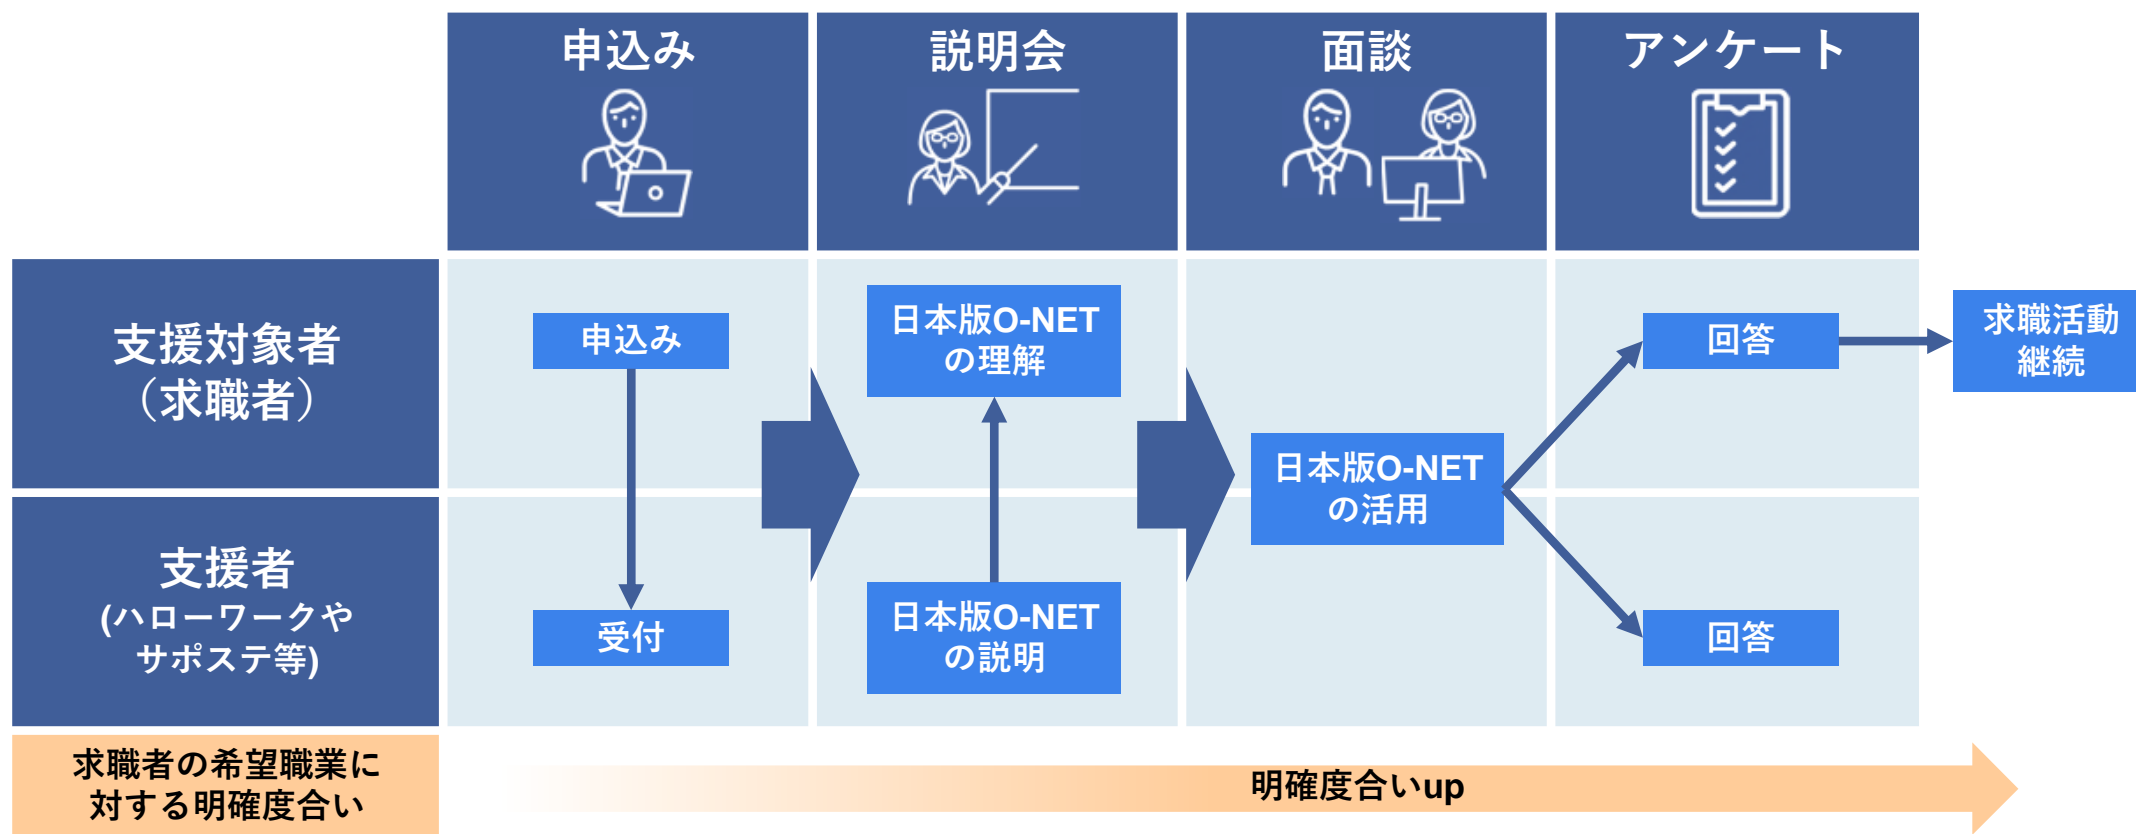 申込み
説明会
面談
アンケート
支援対象者
（求職者）
申込み
日本版O-NET
の理解
回答
求職活動
継続
日本版O-NET
の活用
支援者
(ハローワークや
サポステ等)
受付
日本版O-NET
の説明
回答
求職者の希望職業に
対する明確度合い
明確度合いup